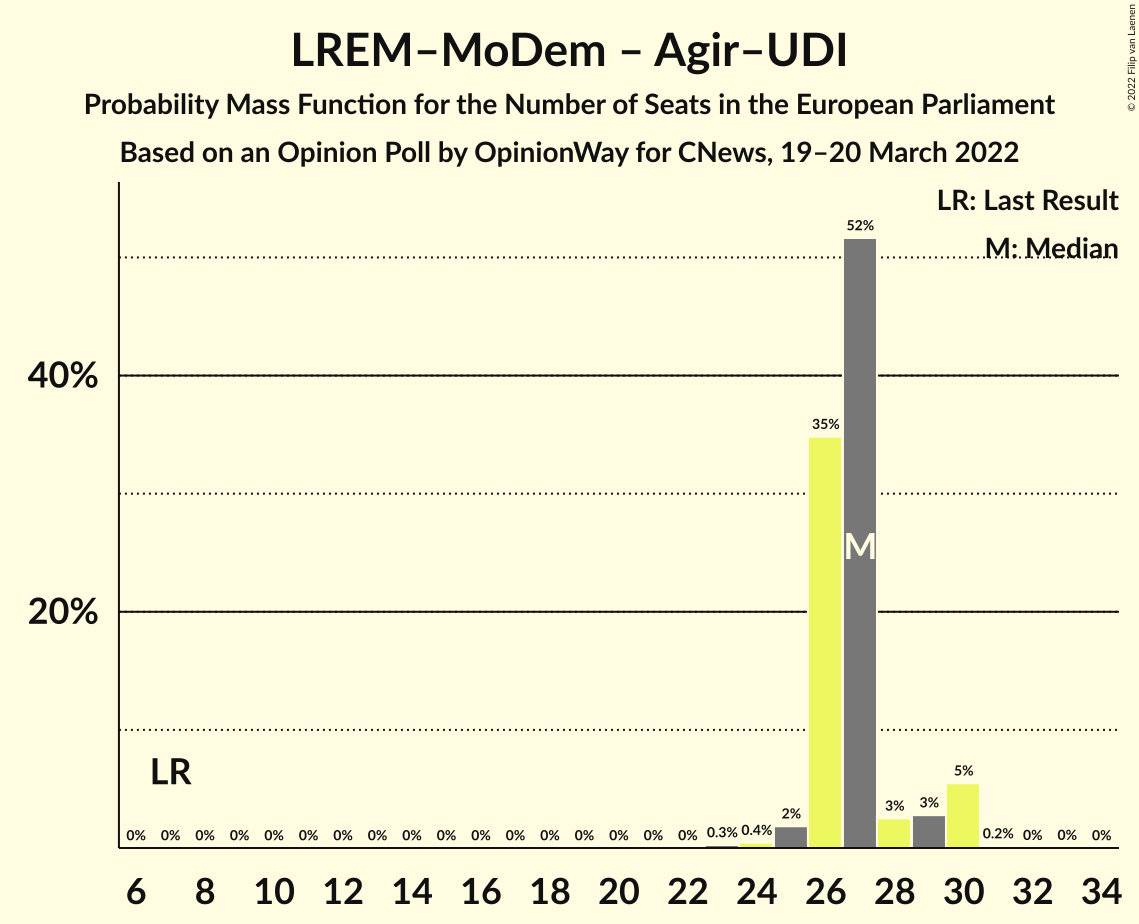 LREM–MoDem – Agir–UDI
Probability Mass Function for the Number of Seats in the European Parliament
Based on an Opinion Poll by OpinionWay for CNews, 19–20 March 2022
© 2022 Filip van Laenen
LR: Last Result
M: Median
52%
40%
35%
M
20%
LR
5%
3%
3%
2%
0% 0% 0% 0% 0% 0% 0% 0% 0% 0% 0% 0% 0% 0% 0% 0% 0% 0.3% 0.4% 0.2% 0% 0% 0%
6 8 10 12 14 16 18 20 22 24 26 28 30 32 34